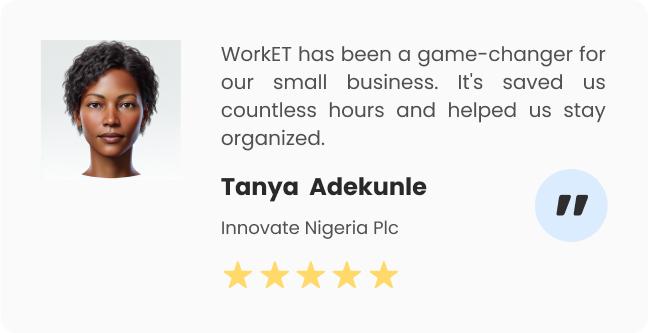 WorkET has been a game-changer for
our small business. It's saved us
countless hours and helped us stay
organized.
Tanya Adekunle
Innovate Nigeria Plc
"